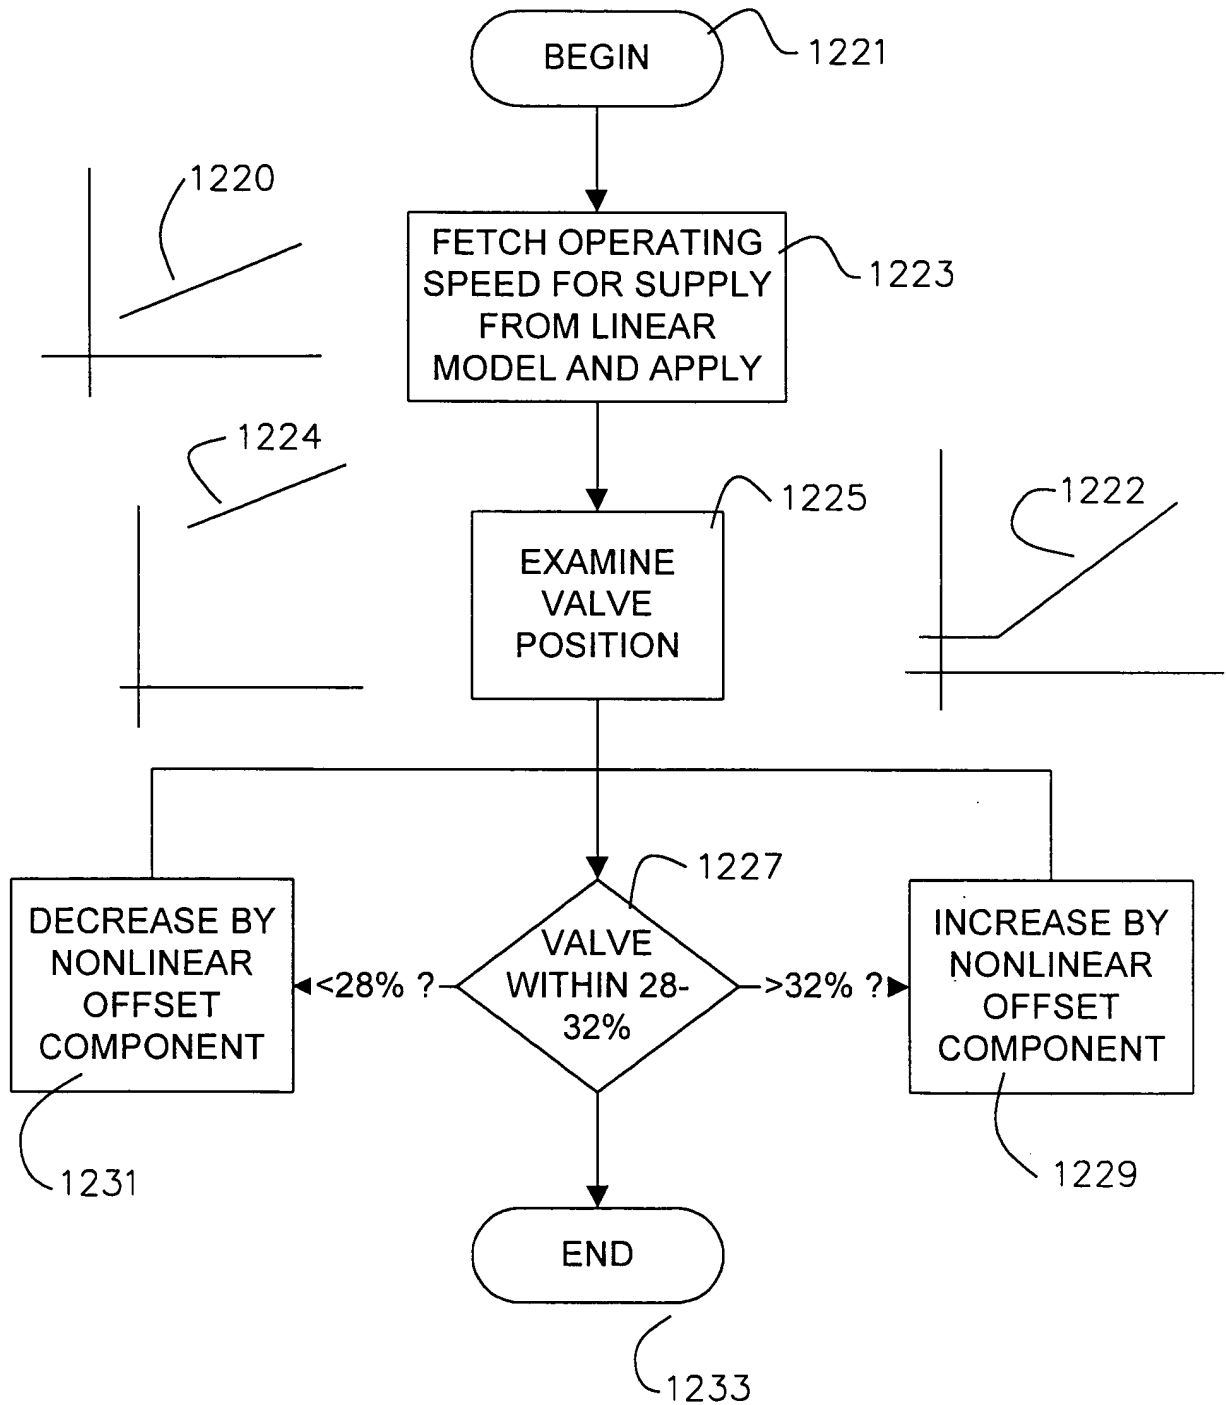 BEGIN
1221
1220
FETCH OPERATING
SPEED FOR SUPPLY
FROM LINEAR
MODEL AND APPLY
1223
1224
1225
1222
EXAMINE
VALVE
POSITION
1227
DECREASE BY
NONLINEAR
OFFSET
COMPONENT
<28% ?
VALVE
WITHIN 28-
32%
>32% ?
INCREASE BY
NONLINEAR
OFFSET
COMPONENT
1231
1229
END
1233